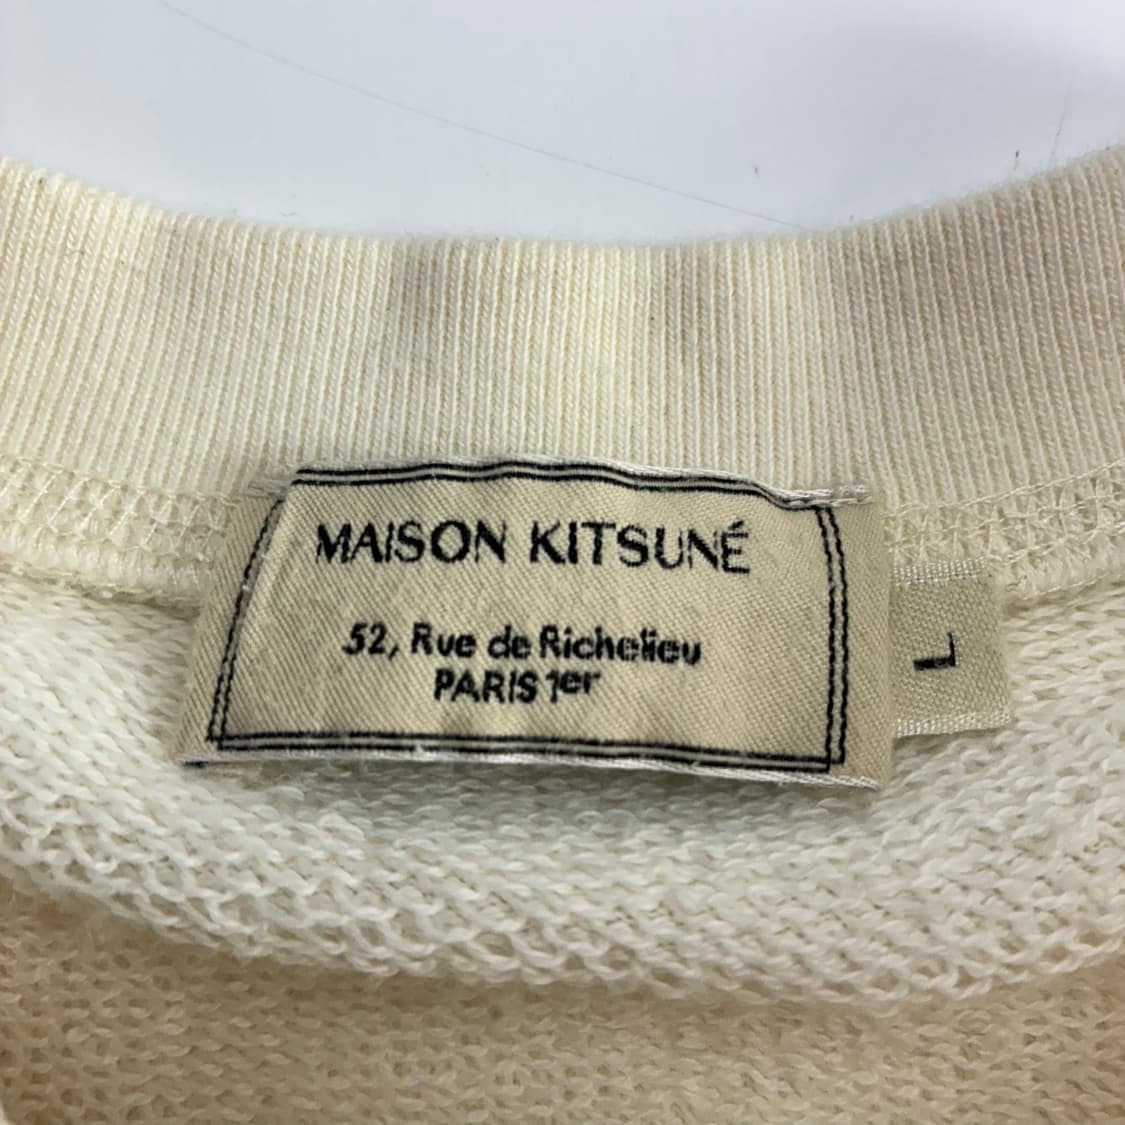 MAISON KITSUNÉ
52, Rue de Richelieu
PARIS 1er
L